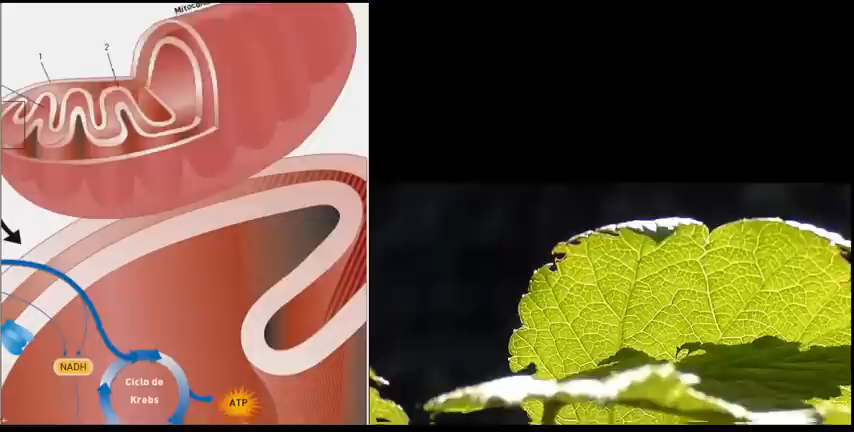 1
2
NADH
Ciclo de
Krebs
ATP